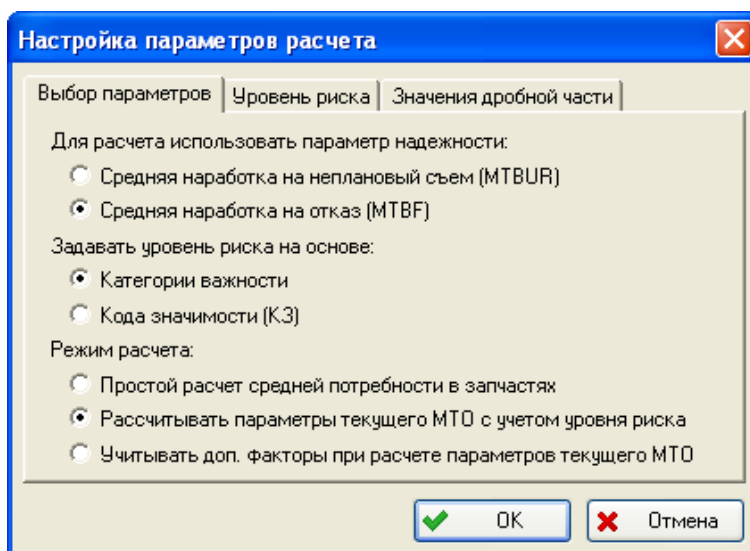 Настройка параметров расчета
Выбор параметров Уровень риска Значения дробной части
Для расчета использовать параметр надежности:
Средняя наработка на неплановый съем (MTBUR)
Средняя наработка на отказ (MTBF)
Задавать уровень риска на основе:
Категории важности
Кода значимости (КЗ)
Режим расчета:
Простой расчет средней потребности в запчастях
Рассчитывать параметры текущего МТО с учетом уровня риска
Учитывать доп. факторы при расчете параметров текущего МТО
OK Отмена